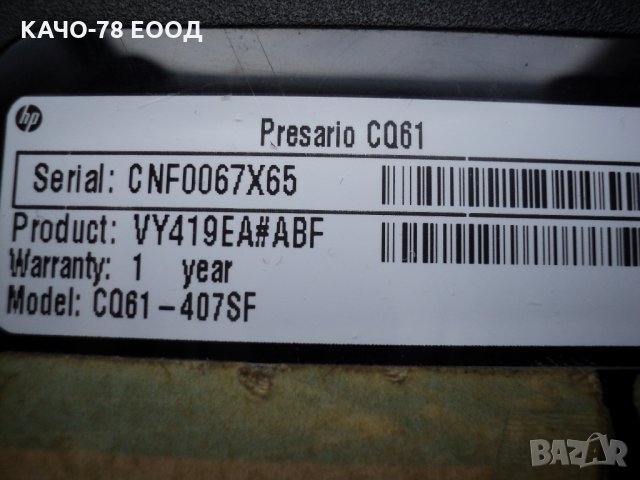 КАЧО-78 ЕООД
hp
Presario CQ61
Serial: CNF0067X65
Product: VY419EA#ABF
Warranty: 1 year
Model: CQ61-407SF
BAZAR